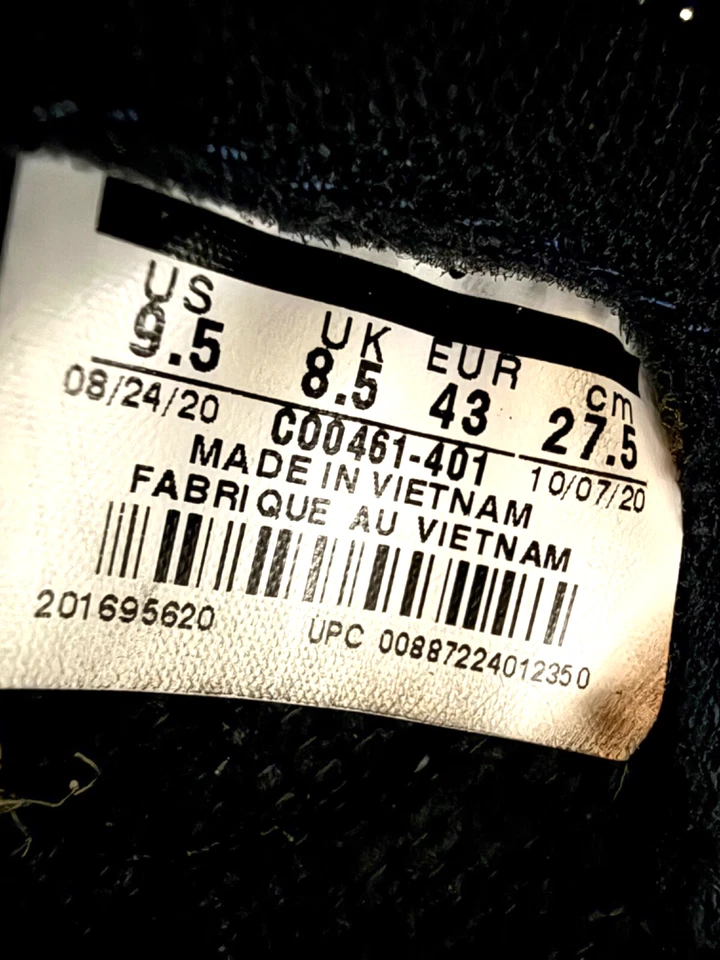 US UK EUR cm
9.5 8.5 43 27.5
08/24/20 C00461-401 10/07/20
MADE IN VIETNAM
FABRIQUE AU VIETNAM
201695620 UPC 00887224012350